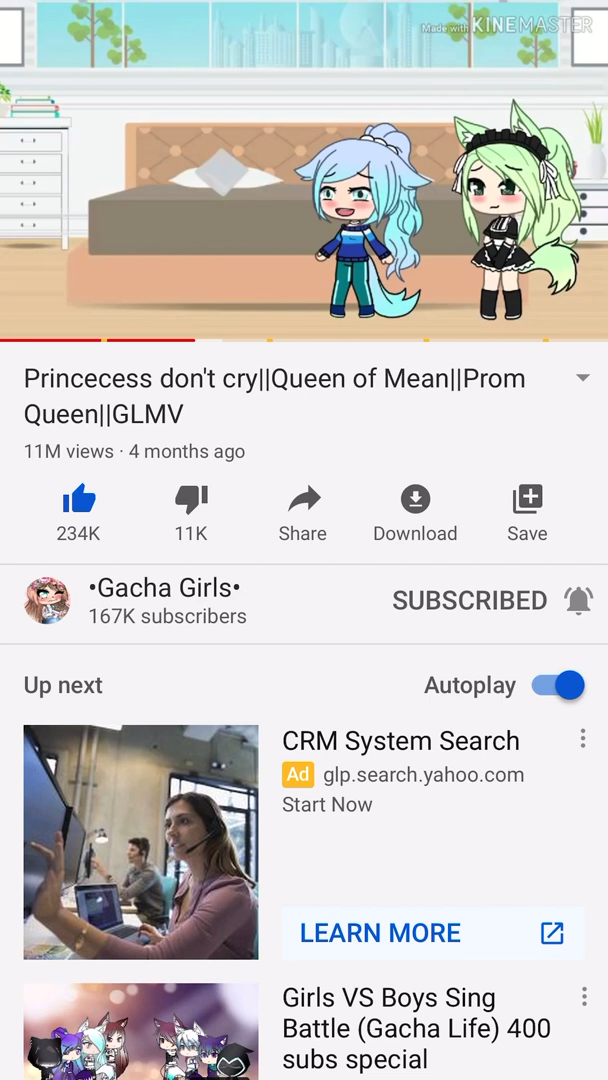 Made with KINEMASTER
Princecess don't cry||Queen of Mean||Prom
Queen||GLMV
11M views · 4 months ago
234K
11K
Share
Download
Save
•Gacha Girls•
167K subscribers
SUBSCRIBED
Up next
Autoplay
CRM System Search
Ad glp.search.yahoo.com
Start Now
LEARN MORE
Girls VS Boys Sing
Battle (Gacha Life) 400
subs special